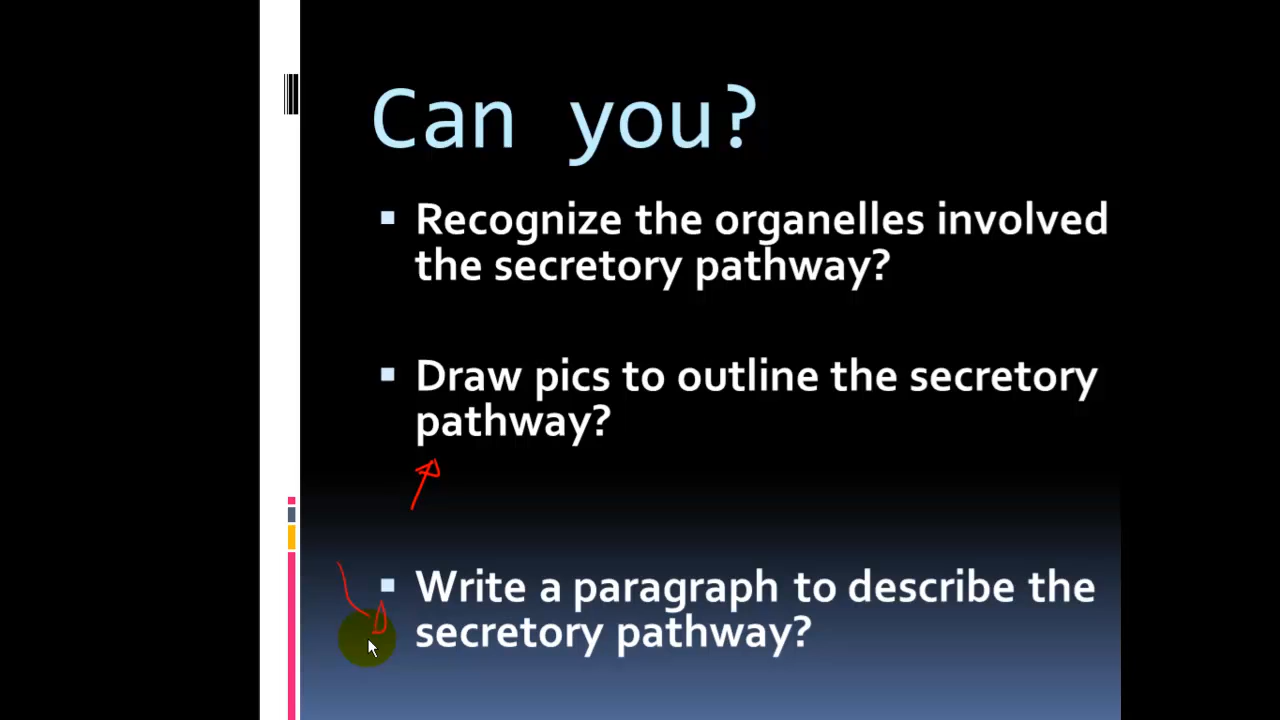 Can you?
Recognize the organelles involved
the secretory pathway?
Draw pics to outline the secretory
pathway?
Write a paragraph to describe the
secretory pathway?